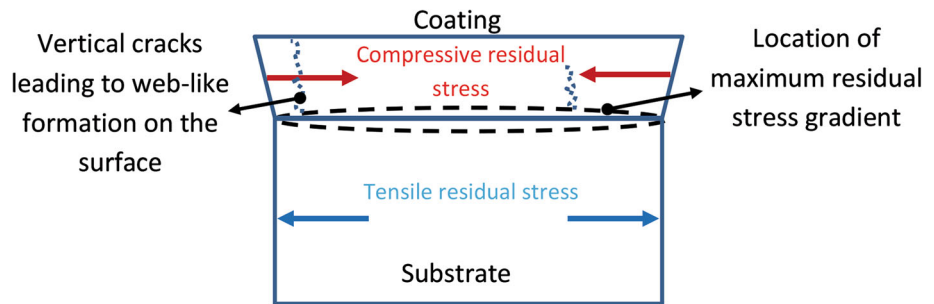 Coating
Vertical cracks
leading to web-like
formation on the
surface
Compressive residual
stress
Location of
maximum residual
stress gradient
Tensile residual stress
Substrate